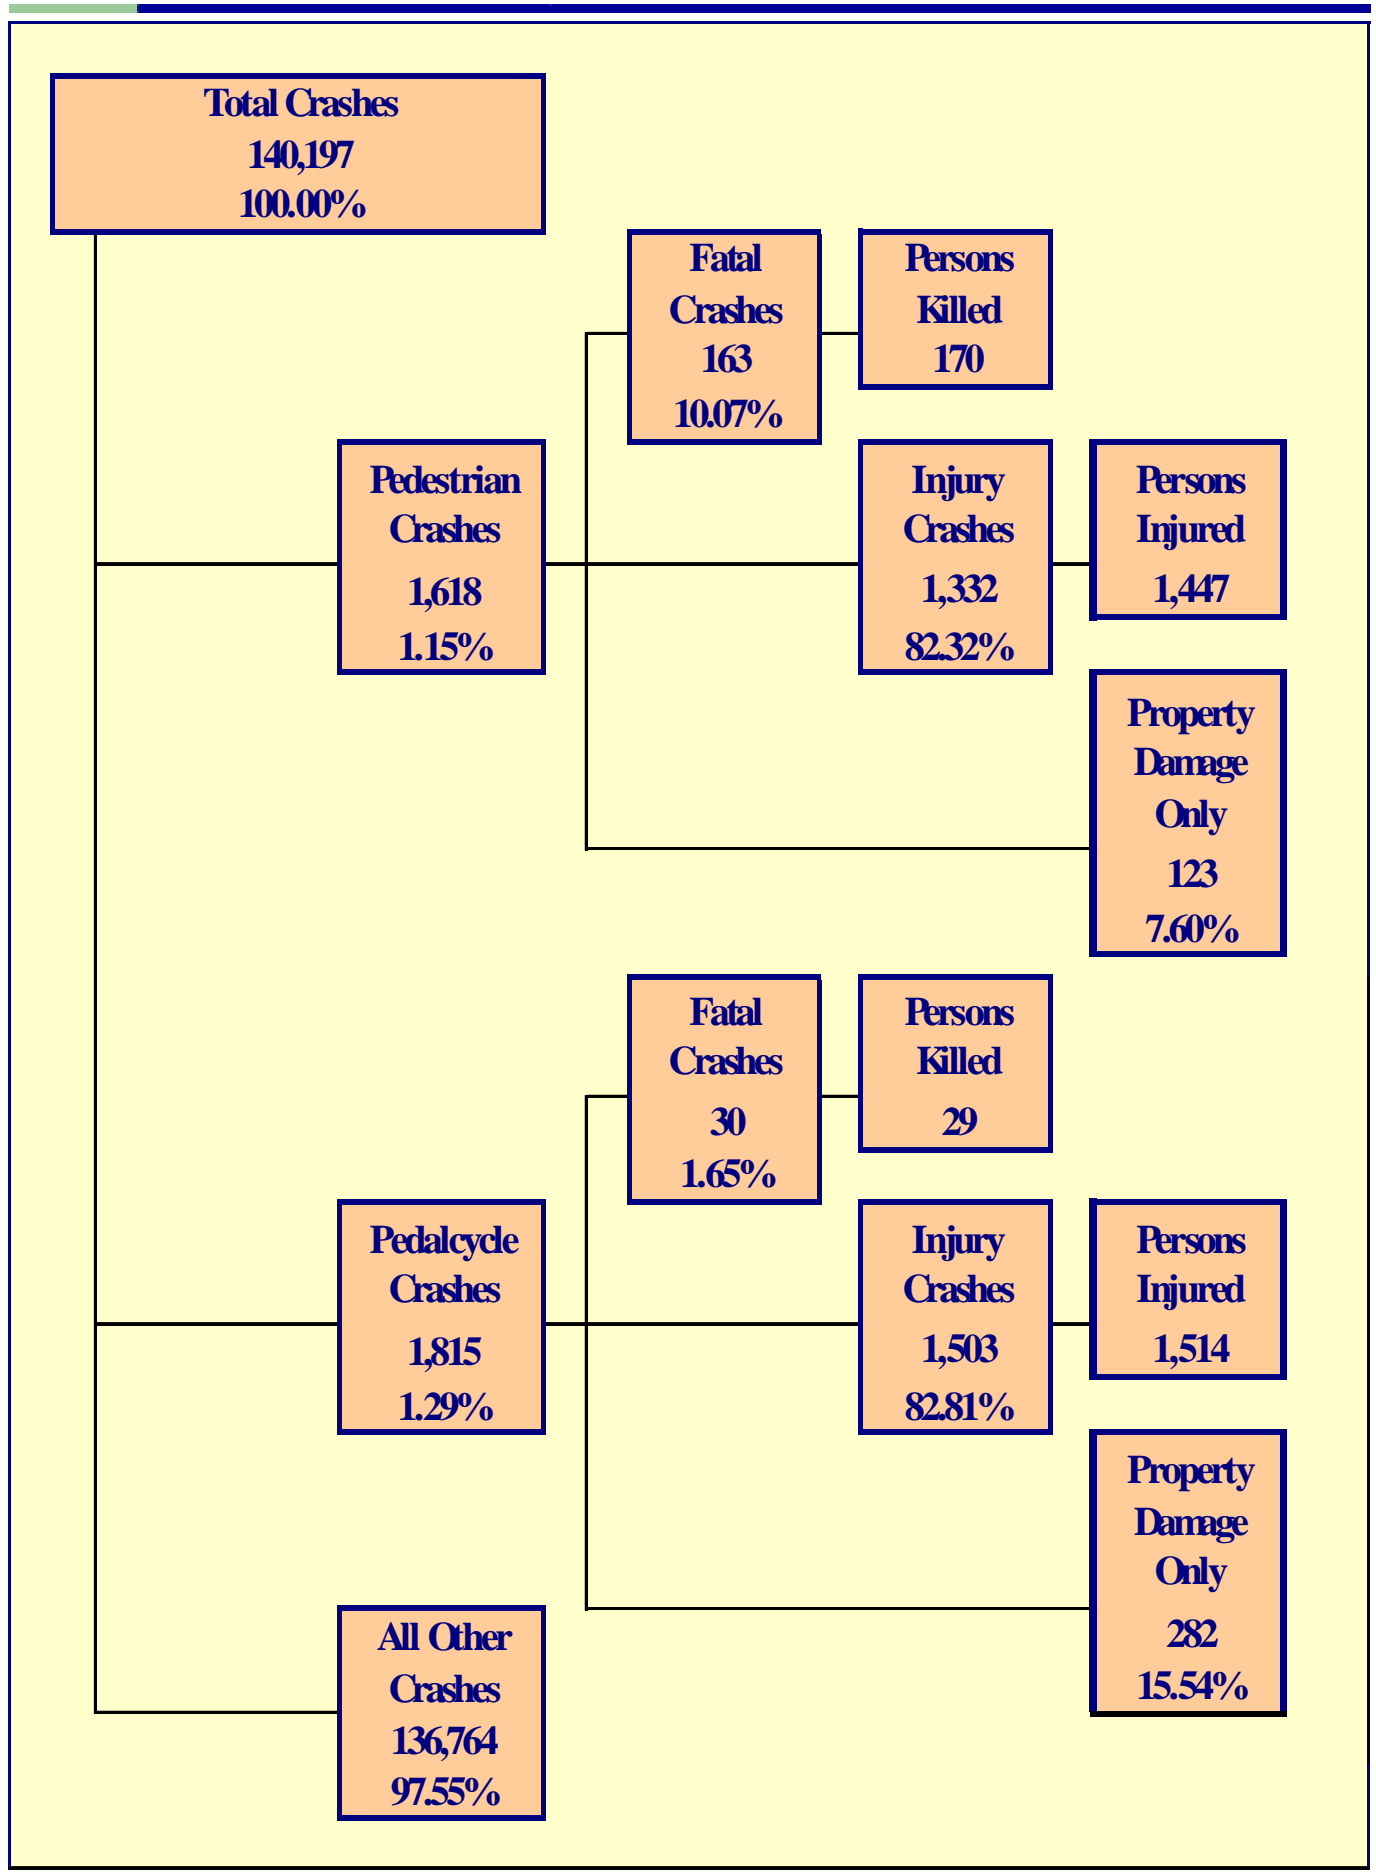 Total Crashes
140,197
100.00%
Fatal
Crashes
163
10.07%
Persons
Killed
170
Pedestrian
Crashes
1,618
1.15%
Injury
Crashes
1,332
82.32%
Persons
Injured
1,447
Property
Damage
Only
123
7.60%
Fatal
Crashes
30
1.65%
Persons
Killed
29
Pedalcycle
Crashes
1,815
1.29%
Injury
Crashes
1,503
82.81%
Persons
Injured
1,514
Property
Damage
Only
282
15.54%
All Other
Crashes
136,764
97.55%